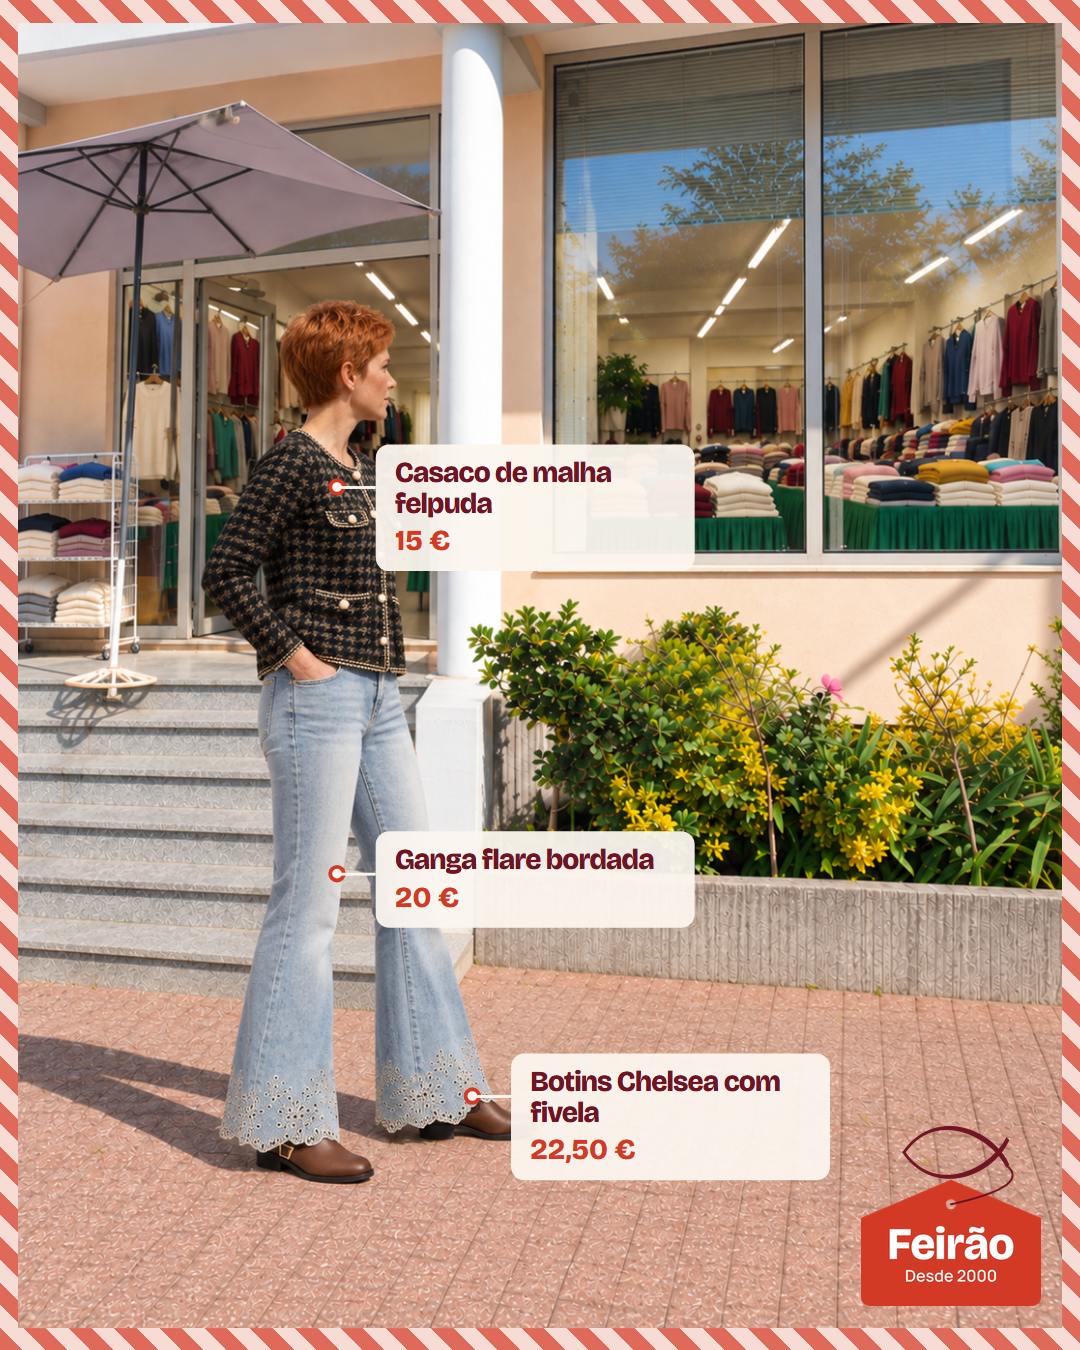 Casaco de malha
felpuda
15 €
Ganga flare bordada
20 €
Botins Chelsea com
fivela
22,50 €
Feirão
Desde 2000